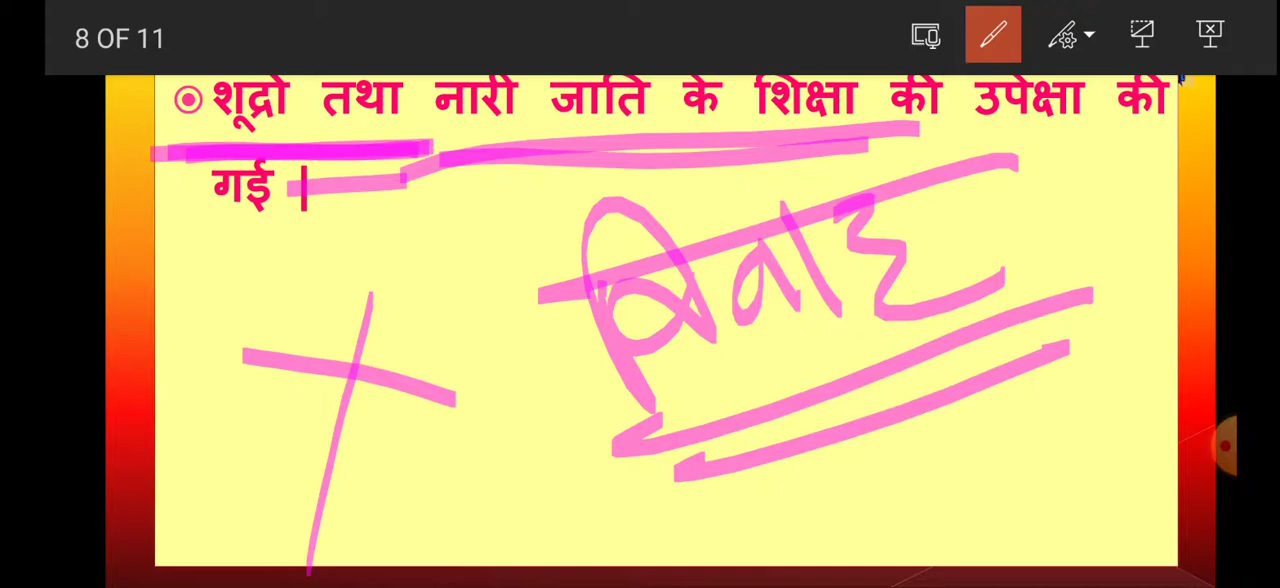 8 OF 11
शूद्रो तथा नारी जाति के शिक्षा की उपेक्षा की
गई |